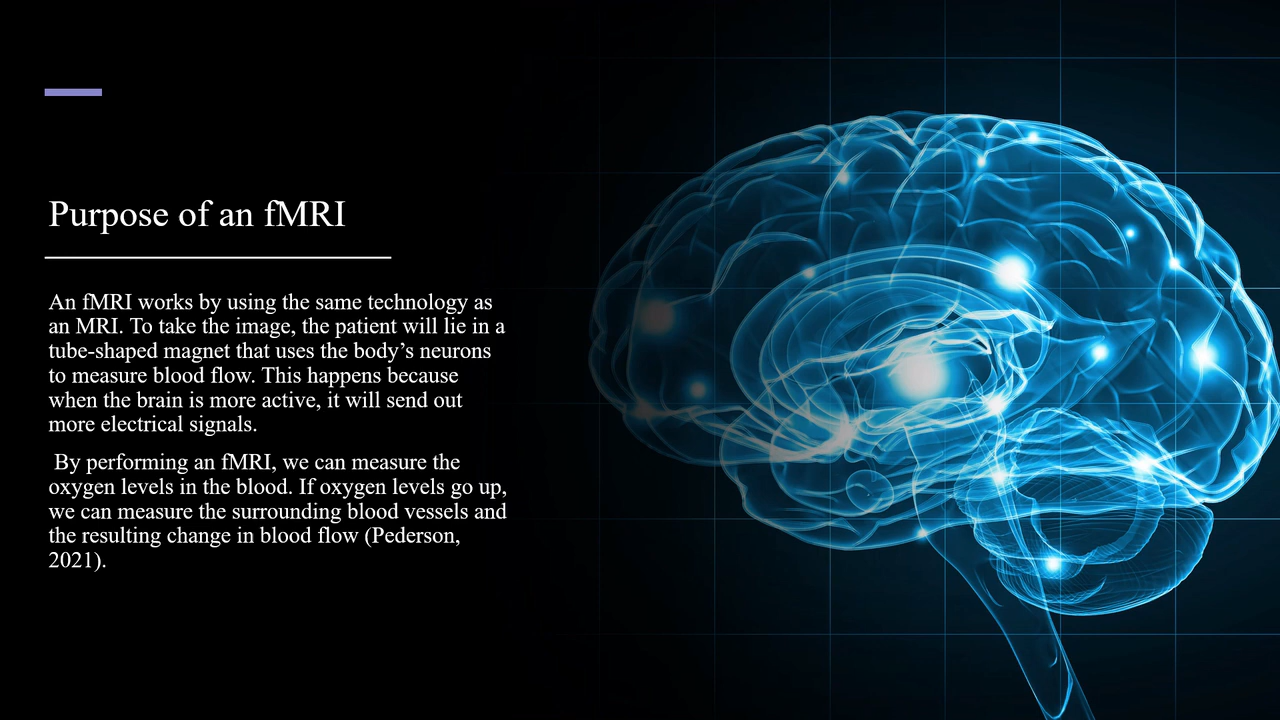 Purpose of an fMRI
An fMRI works by using the same technology as
an MRI. To take the image, the patient will lie in a
tube-shaped magnet that uses the body’s neurons
to measure blood flow. This happens because
when the brain is more active, it will send out
more electrical signals.
By performing an fMRI, we can measure the
oxygen levels in the blood. If oxygen levels go up,
we can measure the surrounding blood vessels and
the resulting change in blood flow (Pederson,
2021).